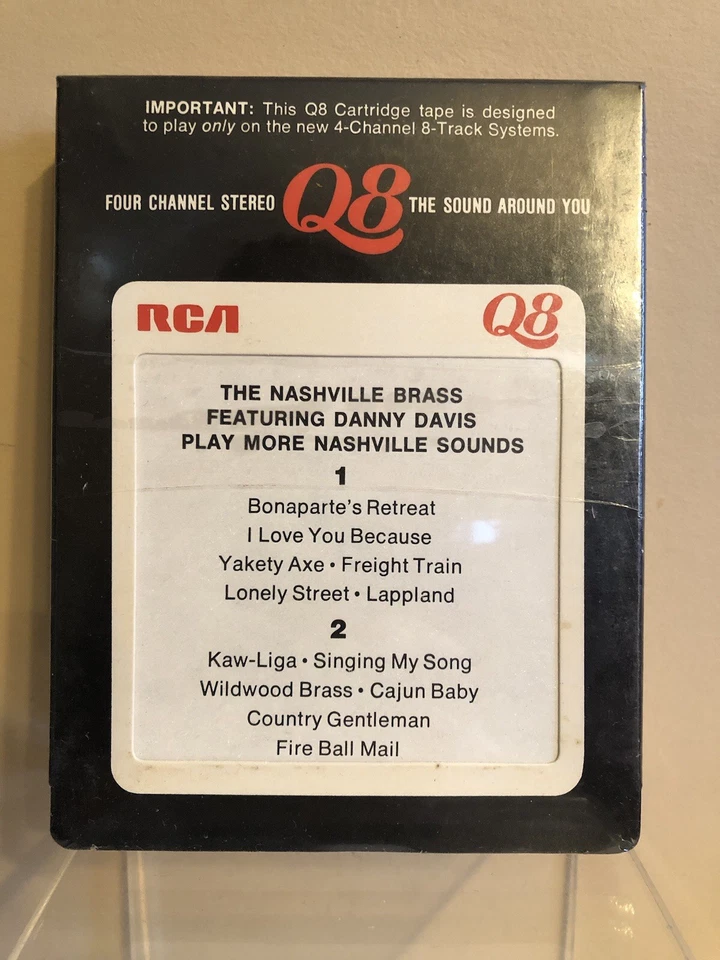 IMPORTANT: This Q8 Cartridge tape is designed
to play only on the new 4-Channel 8-Track Systems.
FOUR CHANNEL STEREO Q8 THE SOUND AROUND YOU
RCA Q8
THE NASHVILLE BRASS
FEATURING DANNY DAVIS
PLAY MORE NASHVILLE SOUNDS
1
Bonaparte's Retreat
I Love You Because
Yakety Axe • Freight Train
Lonely Street • Lappland
2
Kaw-Liga • Singing My Song
Wildwood Brass • Cajun Baby
Country Gentleman
Fire Ball Mail